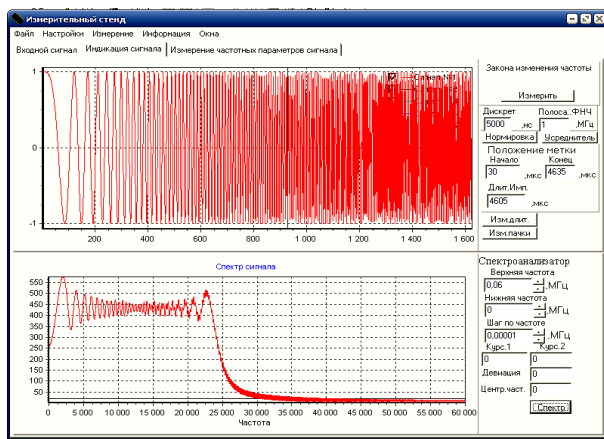 Измерительный стенд
Файл Настройки Измерение Информация Окна
Входной сигнал Индикация сигнала Измерение частотных параметров сигнала
1
0
-1
200 400 600 800 1 000 1 200 1 400 1 600
Закона изменения частоты
Измерить
Дискрет Полоса..ФНЧ
5000 ,нс 1 ,МГц
Нормировка Усреднитель
Положение метки
Начало Конец
30 ,мкс 4635 ,мкс
Длит.Имп.
4605 ,мкс
Изм.длит.
Изм.пачки
Спектр сигнала
550
500
450
400
350
300
250
200
150
100
50
0 5 000 10 000 15 000 20 000 25 000 30 000 35 000 40 000 45 000 50 000 55 000 60 000
Частота
Спектроанализатор
Верхняя частота
0,06 ,МГц
Нижняя частота
0 ,МГц
Шаг по частоте
0,00001 ,МГц
Курс.1 Курс.2
0 0
Девиация 0
Центр.част. 0
Спектр